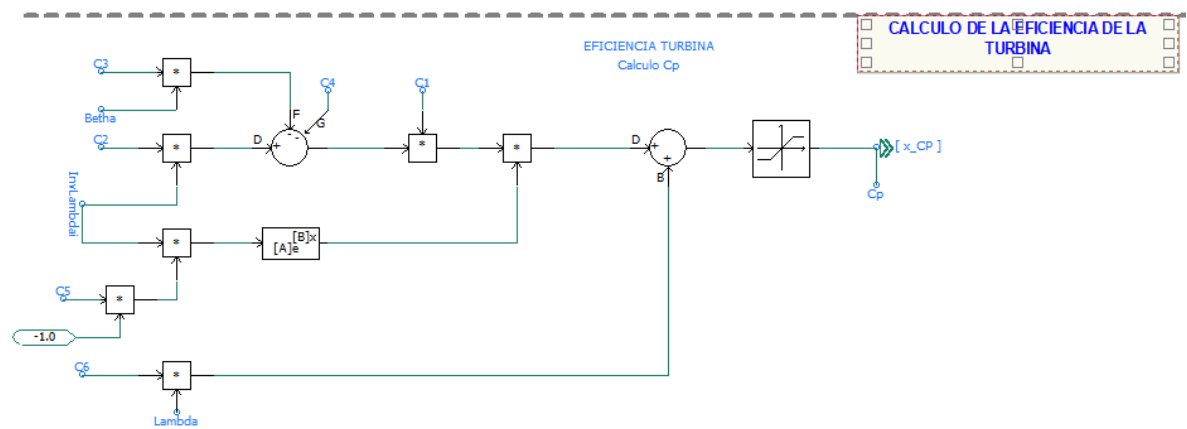 CALCULO DE LA EFICIENCIA DE LA
TURBINA
EFICIENCIA TURBINA
Calculo Cp
C3
*
C4
C1
Betha
F
G
C2
*
D
+
-
-
*
*
D
+
+
B
[ x_CP ]
Cp
InvLambdai
*
[A]e[B]x
C5
*
-1.0
C6
*
Lambda